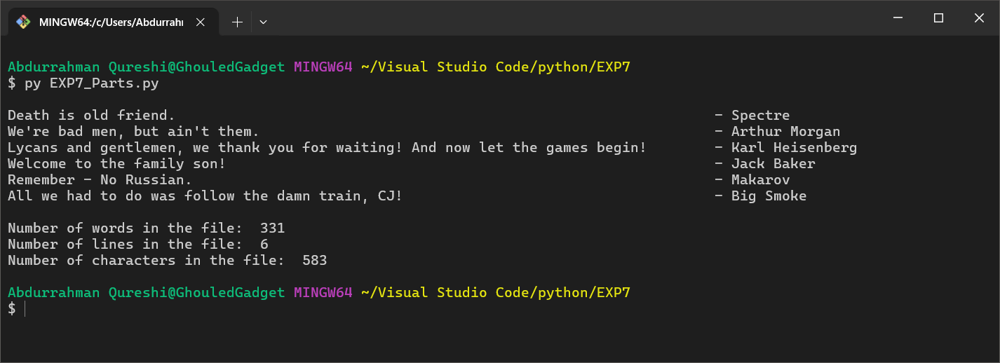 MINGW64:/c/Users/Abdurrahr
Abdurrahman Qureshi@GhouledGadget MINGW64 ~/Visual Studio Code/python/EXP7
$ py EXP7_Parts.py
Death is old friend. - Spectre
We're bad men, but ain't them. - Arthur Morgan
Lycans and gentlemen, we thank you for waiting! And now let the games begin! - Karl Heisenberg
Welcome to the family son! - Jack Baker
Remember - No Russian. - Makarov
All we had to do was follow the damn train, CJ! - Big Smoke
Number of words in the file:  331
Number of lines in the file:  6
Number of characters in the file:  583
Abdurrahman Qureshi@GhouledGadget MINGW64 ~/Visual Studio Code/python/EXP7
$